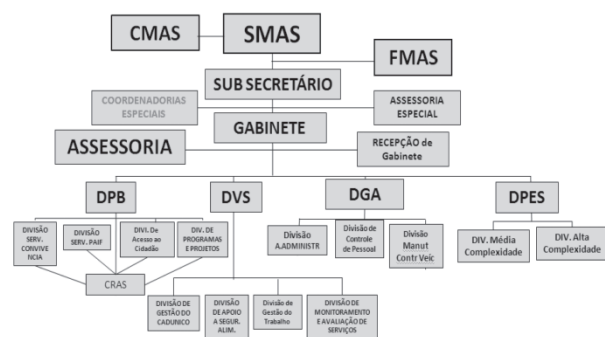 CMAS
SMAS
FMAS
SUB SECRETÁRIO
COORDENADORIAS
ESPECIAIS
ASSESSORIA
ESPECIAL
GABINETE
ASSESSORIA
RECEPÇÃO de
Gabinete
DPB
DVS
DGA
DPES
DIVISÃO
SERV.
CONVIVE
NCIA
DIVISÃO
SERV. PAIF
DIVI. De
Acesso ao
Cidadão
DIV. DE
PROGRAMAS
E PROJETOS
Divisão
A.ADMINISTR
Divisão de
Controle
de Pessoal
Divisão
Manut
Contr Veic
DIV. Média
Complexidade
DIV. Alta
Complexidade
CRAS
DIVISÃO DE
GESTÃO DO
CADUNICO
DIVISÃO
DE APOIO
A SEGUR.
ALIM.
Divisão de
Gestão do
Trabalho
DIVISÃO DE
MONITORAMENTO
E AVALIAÇÃO DE
SERVIÇOS